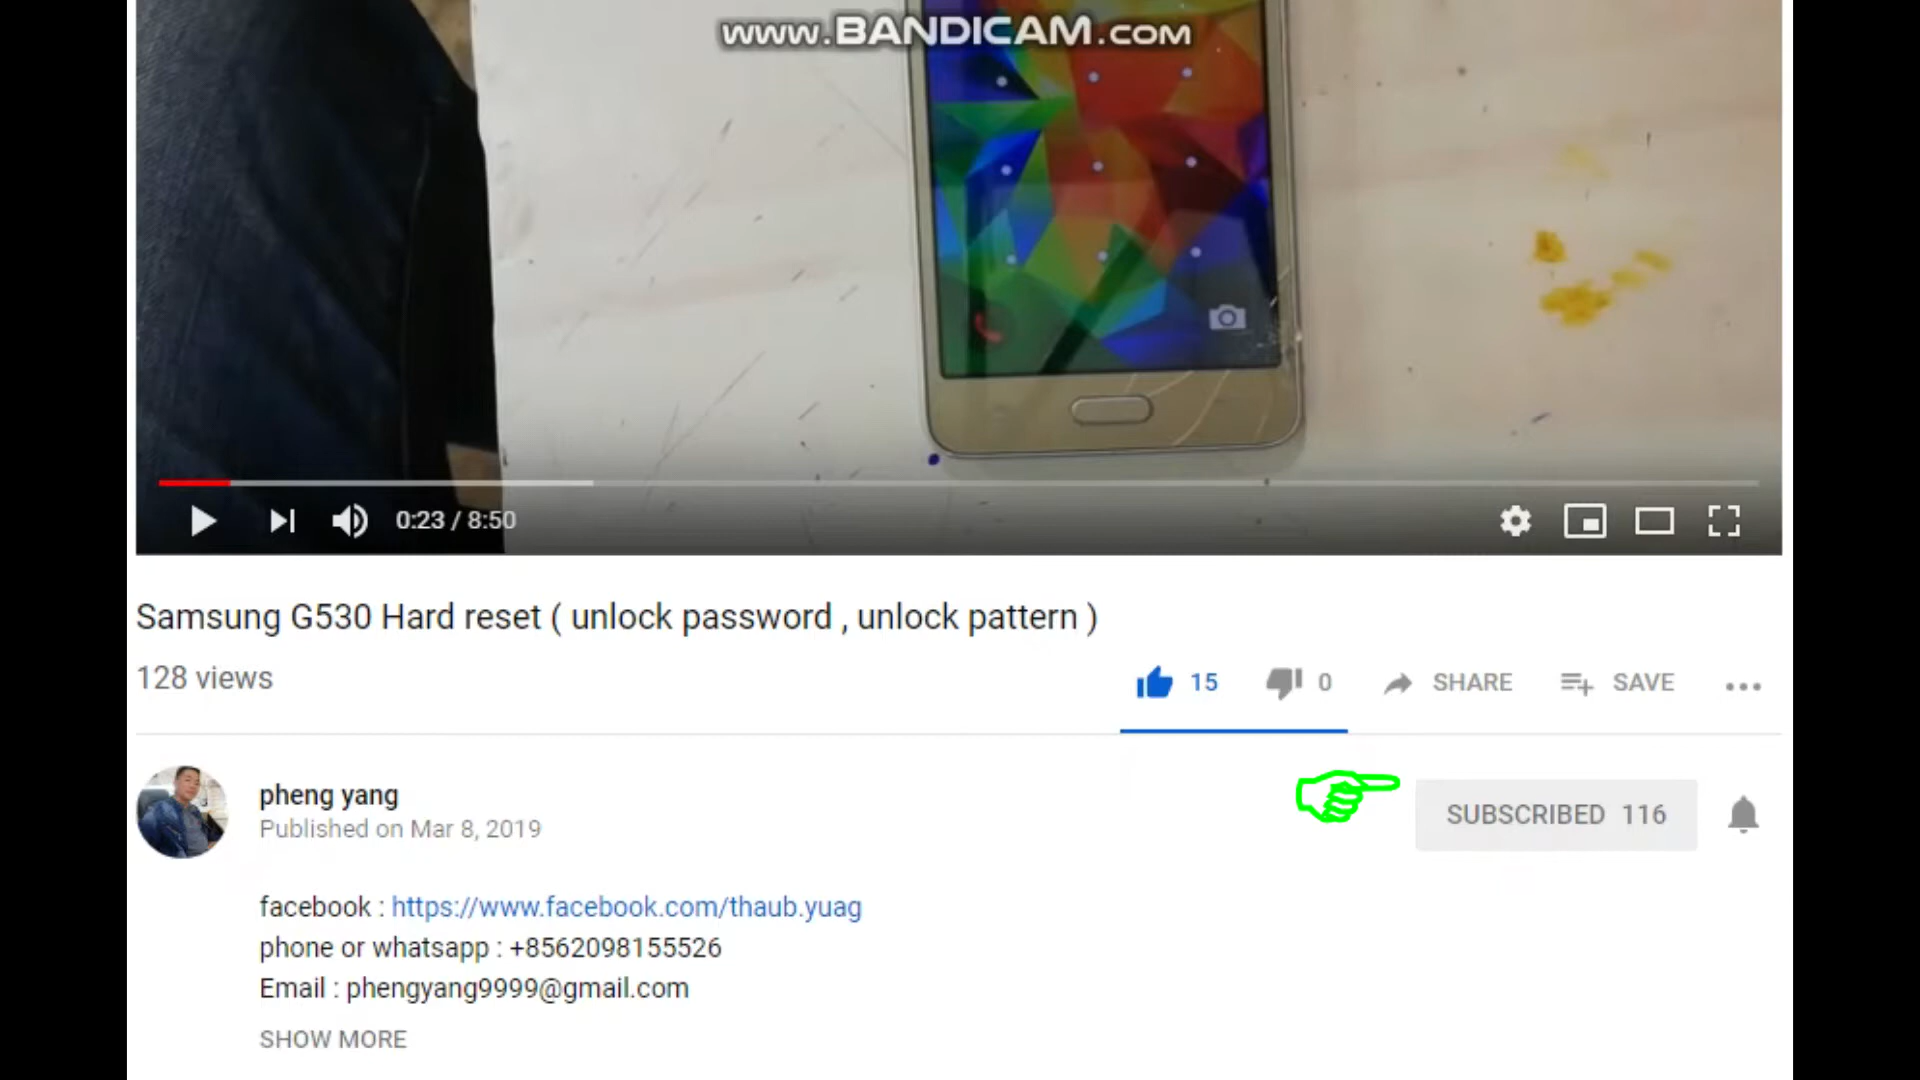 www.BANDICAM.com
0:23 / 8:50
Samsung G530 Hard reset ( unlock password , unlock pattern )
128 views
15
0
SHARE
SAVE
pheng yang
Published on Mar 8, 2019
SUBSCRIBED 116
facebook : https://www.facebook.com/thaub.yuag
phone or whatsapp : +8562098155526
Email : phengyang9999@gmail.com
SHOW MORE